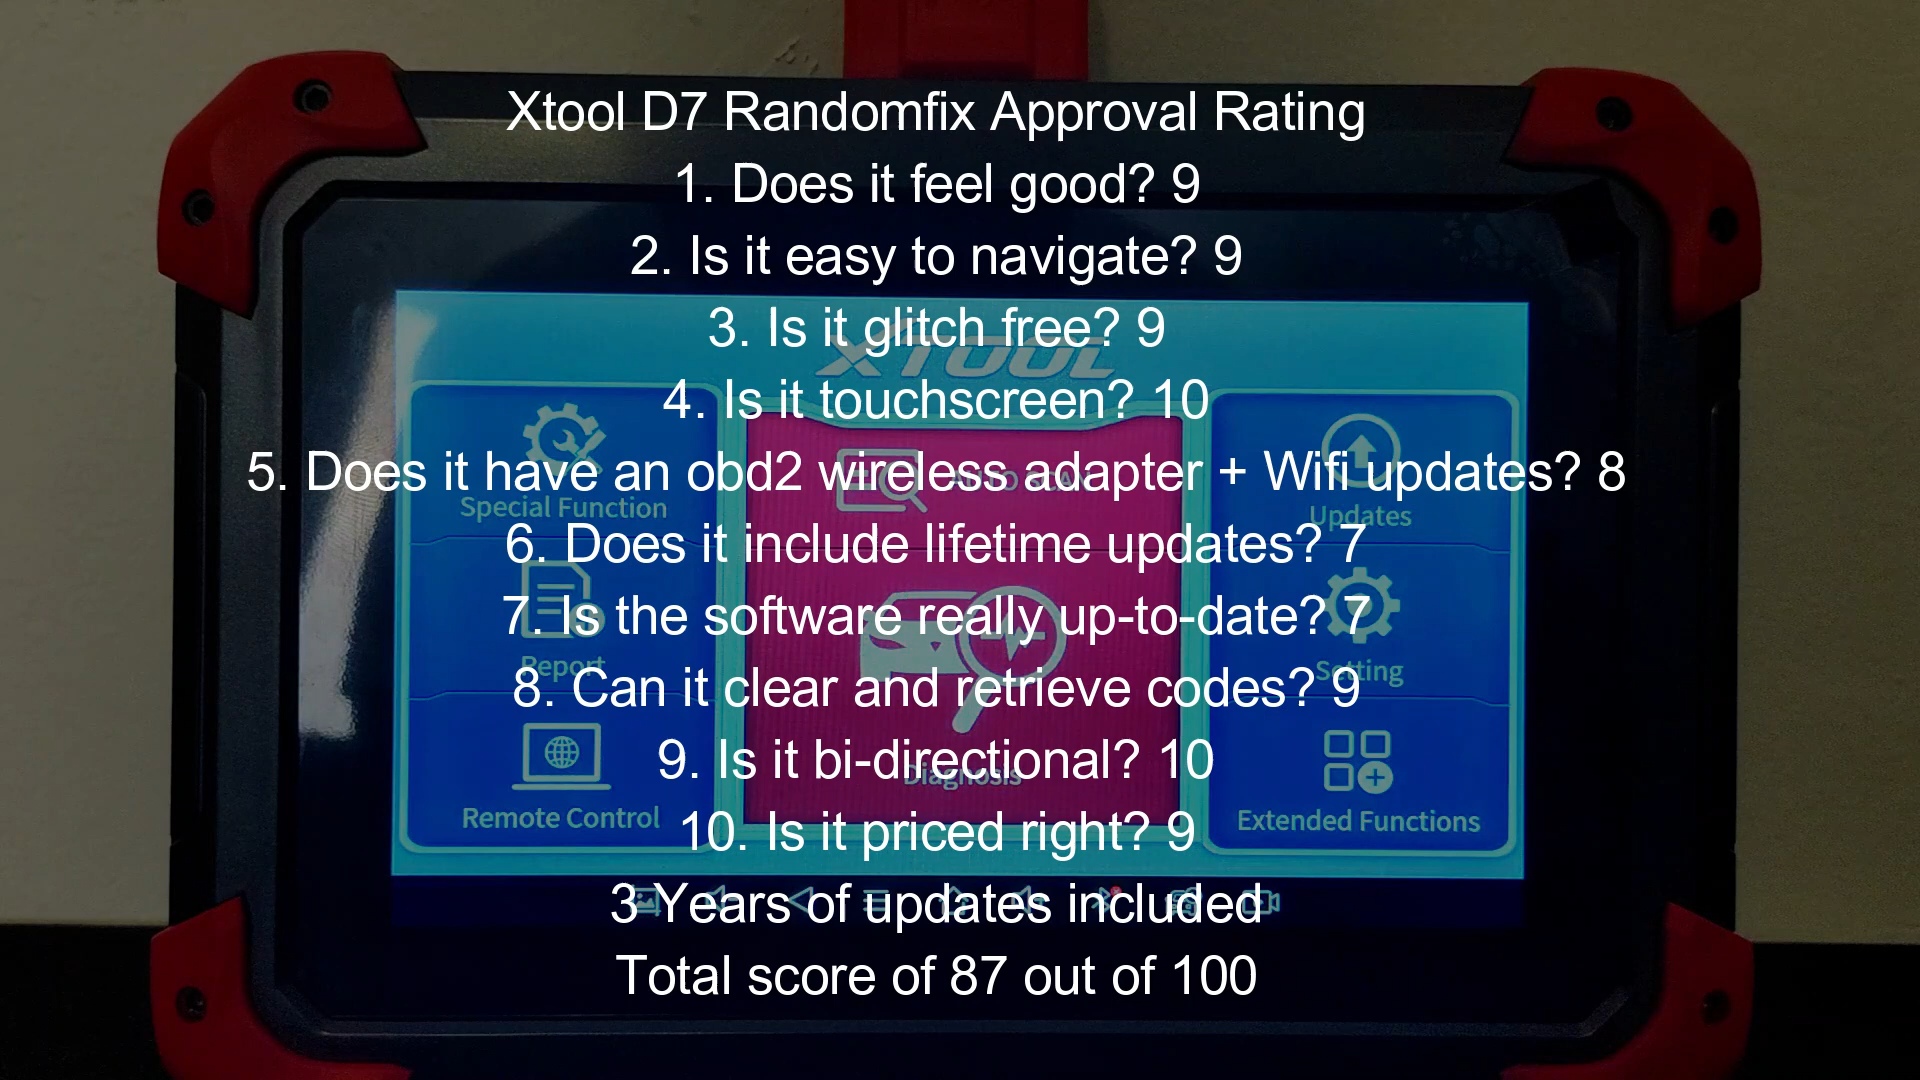 Xtool D7 Randomfix Approval Rating
1. Does it feel good? 9
2. Is it easy to navigate? 9
3. Is it glitch free? 9
XTOOL
4. Is it touchscreen? 10
5. Does it have an obd2 wireless adapter + Wifi updates? 8
AUTO SCAN
Special Function
Updates
6. Does it include lifetime updates? 7
7. Is the software really up-to-date? 7
Report
Setting
8. Can it clear and retrieve codes? 9
9. Is it bi-directional? 10
Diagnosis
Remote Control
Extended Functions
10. Is it priced right? 9
3 Years of updates included
Total score of 87 out of 100